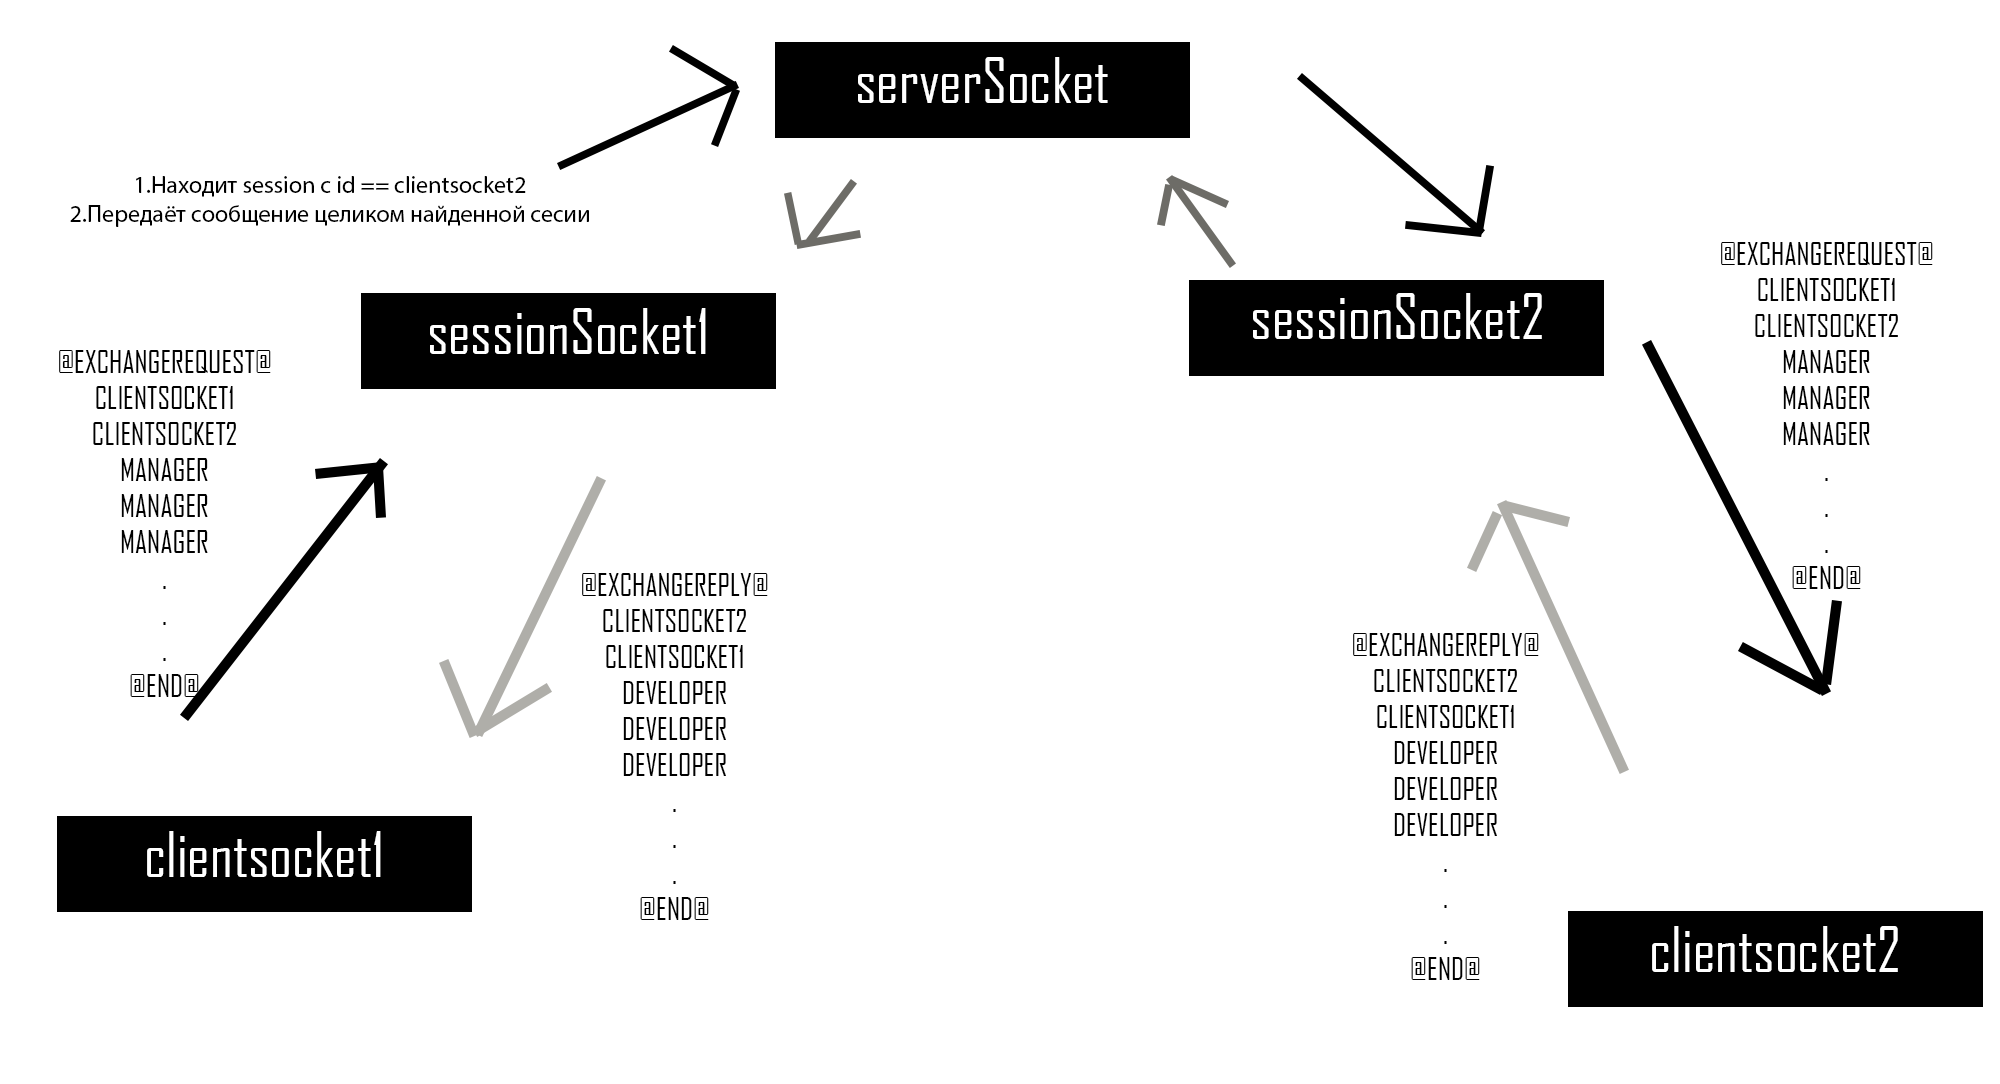 serverSocket
1.Находит session с id == clientsocket2
2.Передаёт сообщение целиком найденной сесии
sessionSocket1
sessionSocket2
@EXCHANGEREQUEST@
CLIENTSOCKET1
CLIENTSOCKET2
MANAGER
MANAGER
MANAGER
.
.
.
@END@
@EXCHANGEREPLY@
CLIENTSOCKET2
CLIENTSOCKET1
DEVELOPER
DEVELOPER
DEVELOPER
.
.
.
@END@
@EXCHANGEREPLY@
CLIENTSOCKET2
CLIENTSOCKET1
DEVELOPER
DEVELOPER
DEVELOPER
.
.
.
@END@
@EXCHANGEREQUEST@
CLIENTSOCKET1
CLIENTSOCKET2
MANAGER
MANAGER
MANAGER
.
.
.
@END@
clientsocket1
clientsocket2